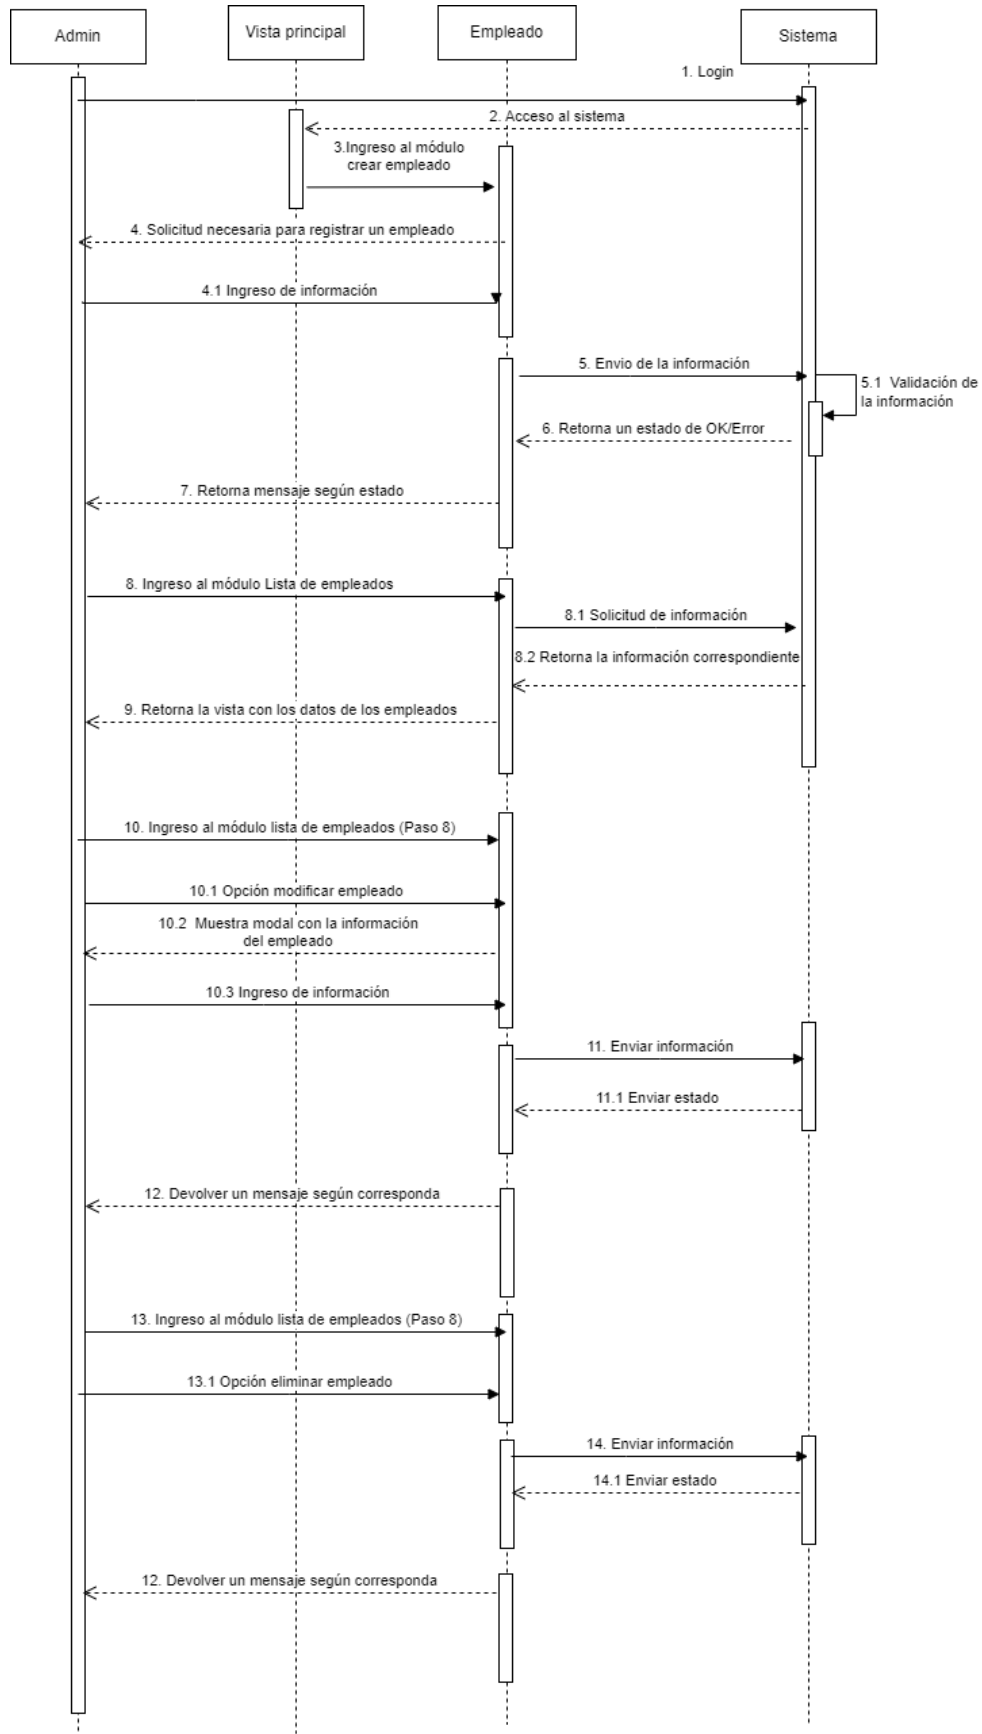 Admin
Vista principal
Empleado
Sistema
1. Login
2. Acceso al sistema
3.Ingreso al módulo
crear empleado
4. Solicitud necesaria para registrar un empleado
4.1 Ingreso de información
5. Envio de la información
5.1 Validación de
la información
6. Retorna un estado de OK/Error
7. Retorna mensaje según estado
8. Ingreso al módulo Lista de empleados
8.1 Solicitud de información
8.2 Retorna la información correspondiente
9. Retorna la vista con los datos de los empleados
10. Ingreso al módulo lista de empleados (Paso 8)
10.1 Opción modificar empleado
10.2 Muestra modal con la información
del empleado
10.3 Ingreso de información
11. Enviar información
11.1 Enviar estado
12. Devolver un mensaje según corresponda
13. Ingreso al módulo lista de empleados (Paso 8)
13.1 Opción eliminar empleado
14. Enviar información
14.1 Enviar estado
12. Devolver un mensaje según corresponda